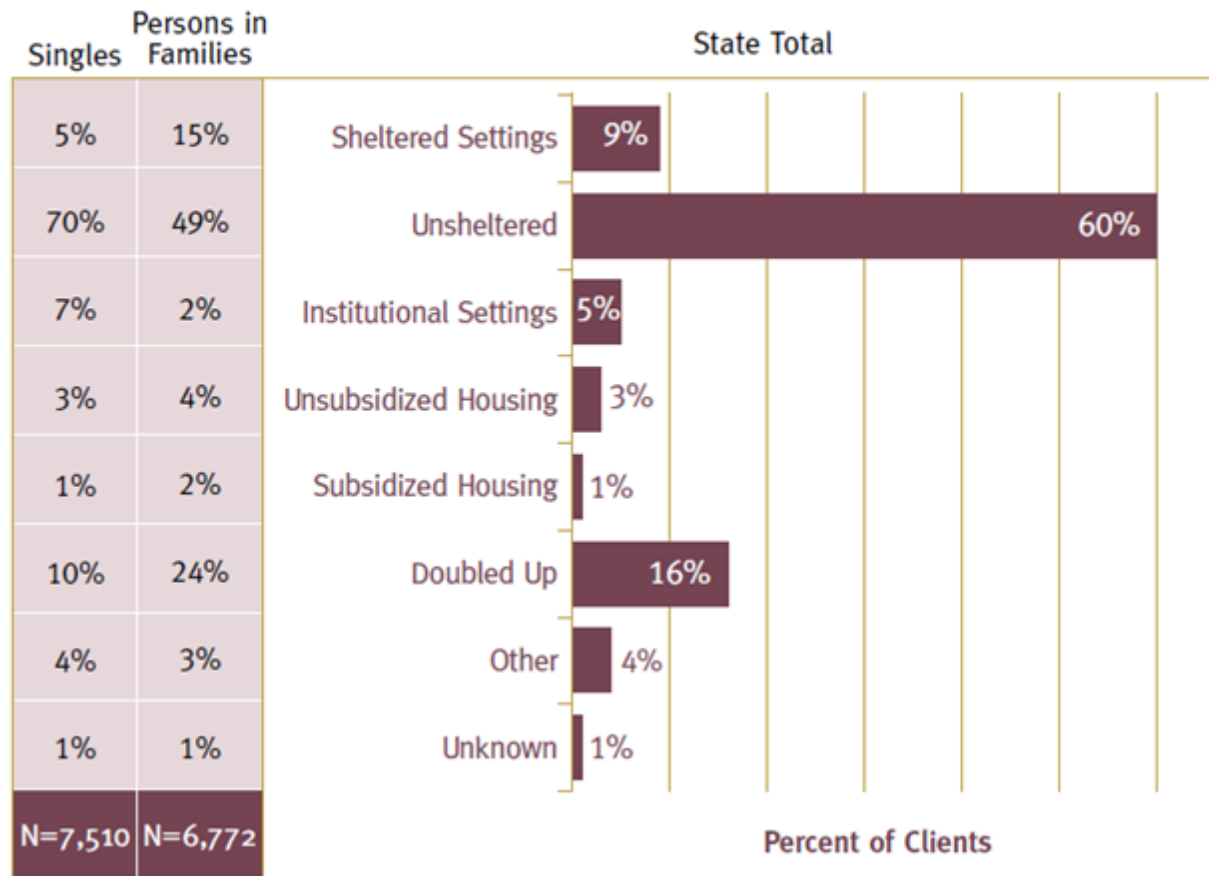 Singles
Persons in
Families
State Total
5% 15% Sheltered Settings 9%
70% 49% Unsheltered 60%
7% 2% Institutional Settings 5%
3% 4% Unsubsidized Housing 3%
1% 2% Subsidized Housing 1%
10% 24% Doubled Up 16%
4% 3% Other 4%
1% 1% Unknown 1%
N=7,510 N=6,772 Percent of Clients